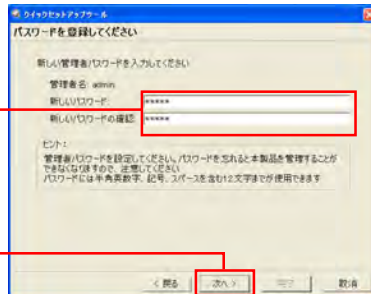 クイックセットアップツール
パスワードを登録してください
新しい管理者パスワードを入力してください
管理者名: admin
新しいパスワード: *****
新しいパスワードの確認: *****
ヒント:
管理者パスワードを設定してください。パスワードを忘れると本製品を管理することが
できなくなりますので、注意してください
パスワードには半角英数字、記号、スペースを含む12文字までが使用できます
< 戻る 次へ > 完了 取消